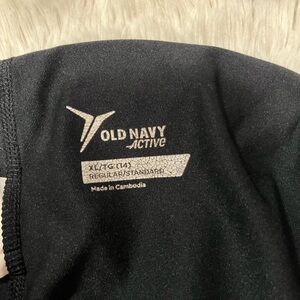 OLD NAVY
ACTIVE
XL/TG (14)
REGULAR/STANDARD
Made in Cambodia